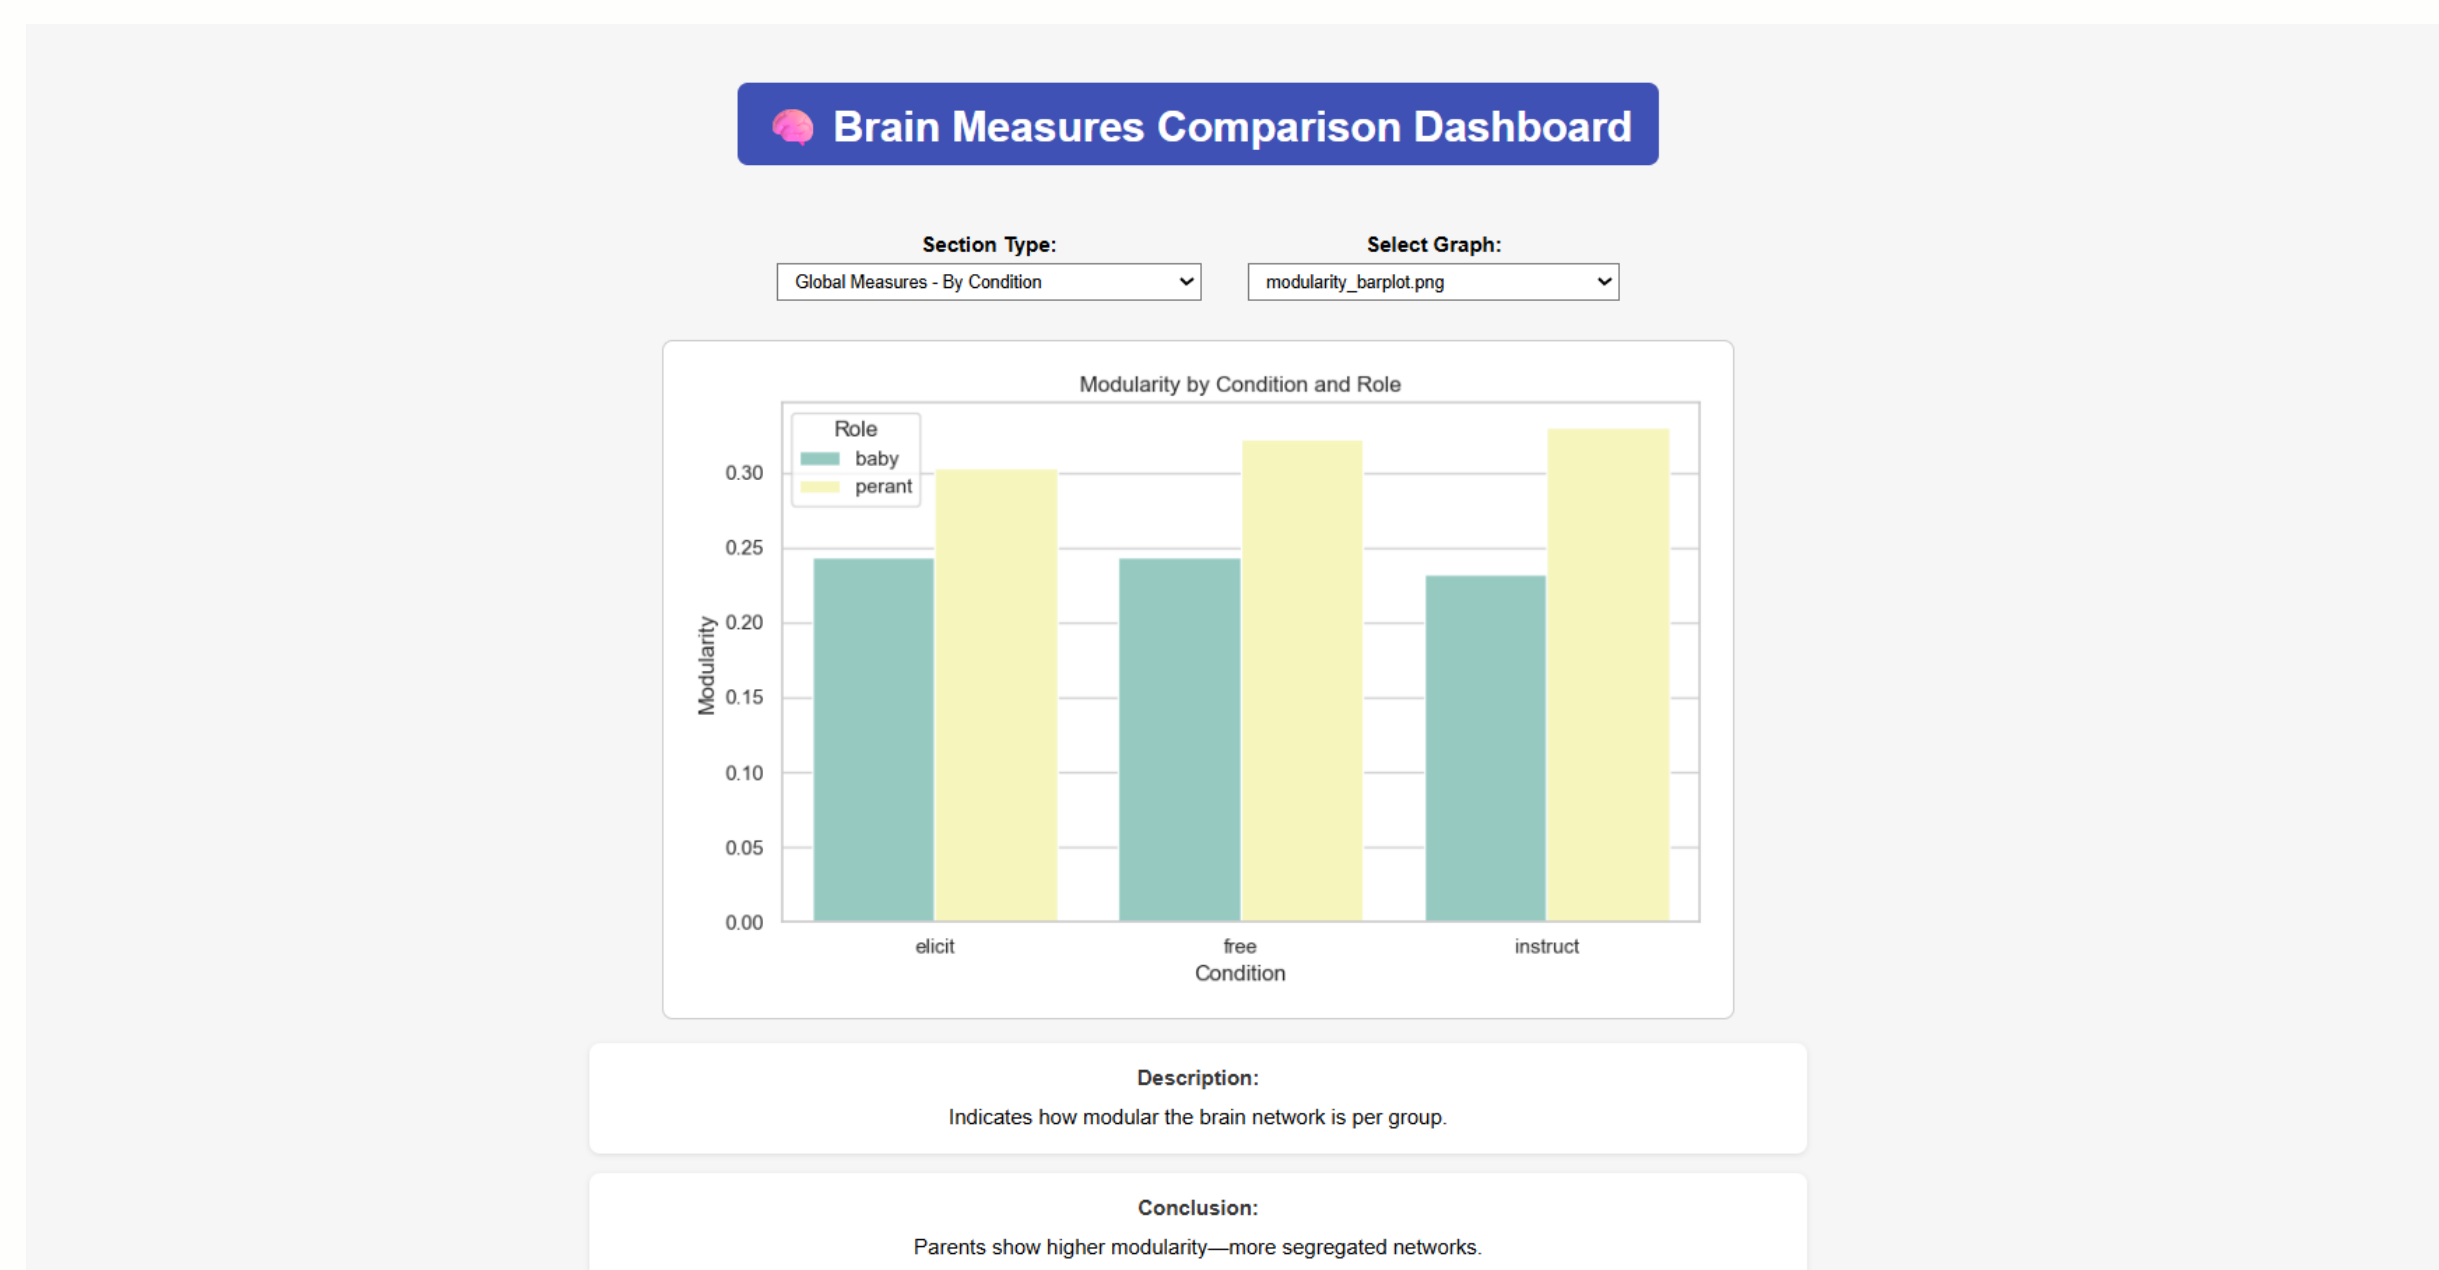 Brain Measures Comparison Dashboard
Section Type:
Select Graph:
Global Measures - By Condition
modularity_barplot.png
Modularity by Condition and Role
Role
baby
perant
0.30
0.25
0.20
0.15
0.10
0.05
0.00
Modularity
elicit
free
instruct
Condition
Description:
Indicates how modular the brain network is per group.
Conclusion:
Parents show higher modularity—more segregated networks.